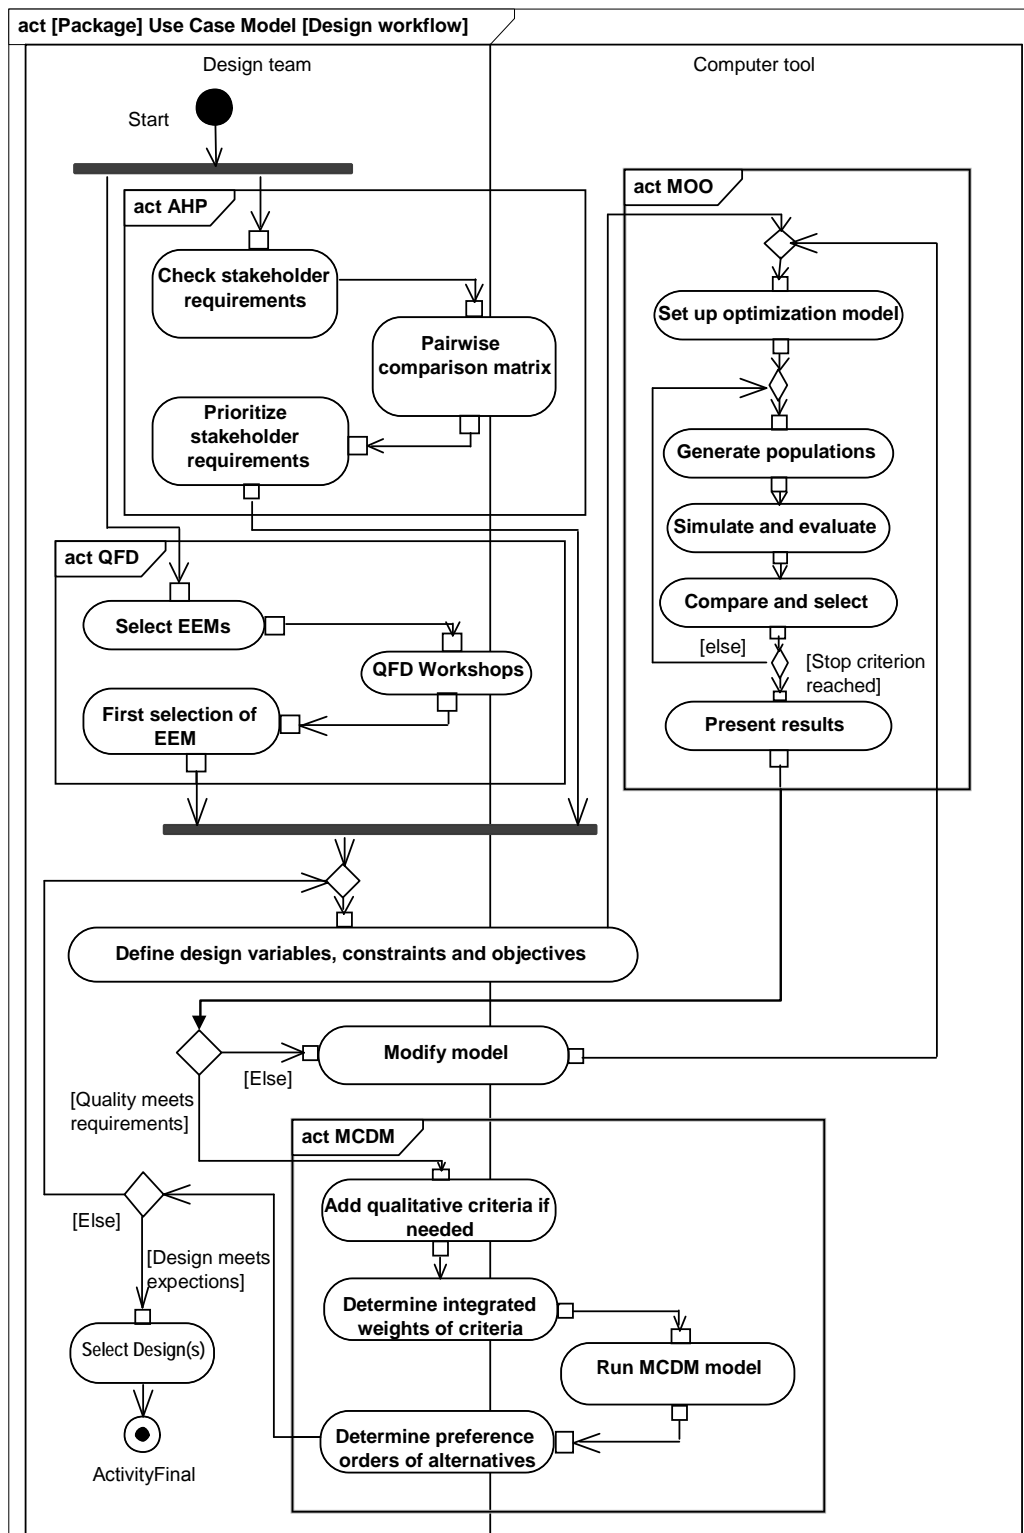 act [Package] Use Case Model [Design workflow]
Design team
Computer tool
Start
act AHP
Check stakeholder
requirements
Pairwise
comparison matrix
Prioritize
stakeholder
requirements
act QFD
Select EEMs
QFD Workshops
First selection of
EEM
act MOO
Set up optimization model
Generate populations
Simulate and evaluate
Compare and select
[else]
[Stop criterion
reached]
Present results
Define design variables, constraints and objectives
Modify model
[Else]
[Quality meets
requirements]
act MCDM
Add qualitative criteria if
needed
Determine integrated
weights of criteria
Run MCDM model
Determine preference
orders of alternatives
[Else]
[Design meets
expections]
Select Design(s)
ActivityFinal